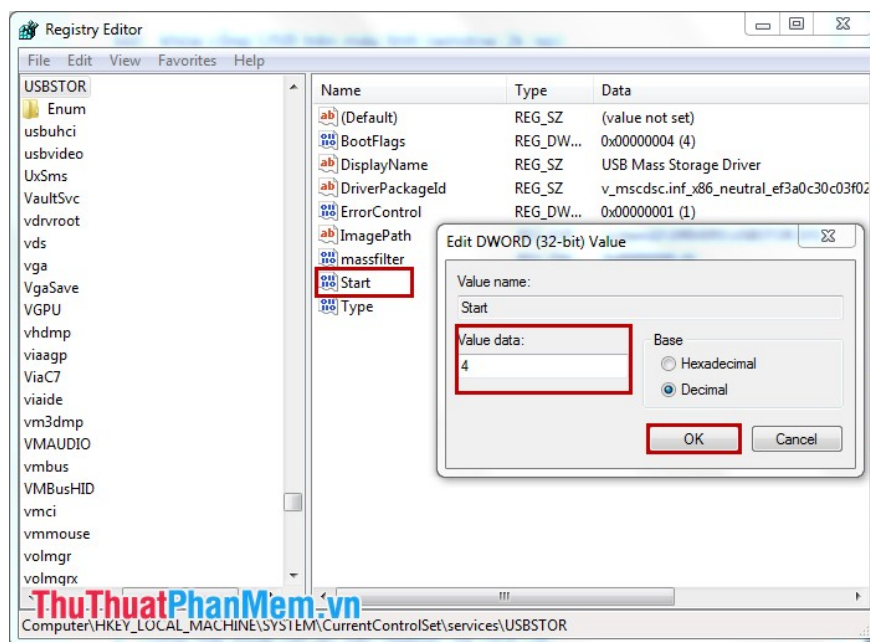 Registry Editor
File Edit View Favorites Help
USBSTOR
Enum
usbuhci
usbvideo
UxSms
VaultSvc
vdrvroot
vds
vga
VgaSave
VGPU
vhdmp
viaagp
ViaC7
viaide
vm3dmp
VMAUDIO
vmbus
VMBusHID
vmci
vmmouse
volmgr
volmgrx
Name Type Data
(Default) REG_SZ (value not set)
BootFlags REG_DW... 0x00000004 (4)
DisplayName REG_SZ USB Mass Storage Driver
DriverPackageId REG_SZ v_mscdsc.inf_x86_neutral_ef3a0c30c03f02
ErrorControl REG_DW... 0x00000001 (1)
ImagePath
massfilter
Start
Type
Edit DWORD (32-bit) Value
Value name:
Start
Value data:
4
Base
Hexadecimal
Decimal
OK Cancel
ThuThuatPhanMem.vn
Computer\HKEY_LOCAL_MACHINE\SYSTEM\CurrentControlSet\services\USBSTOR